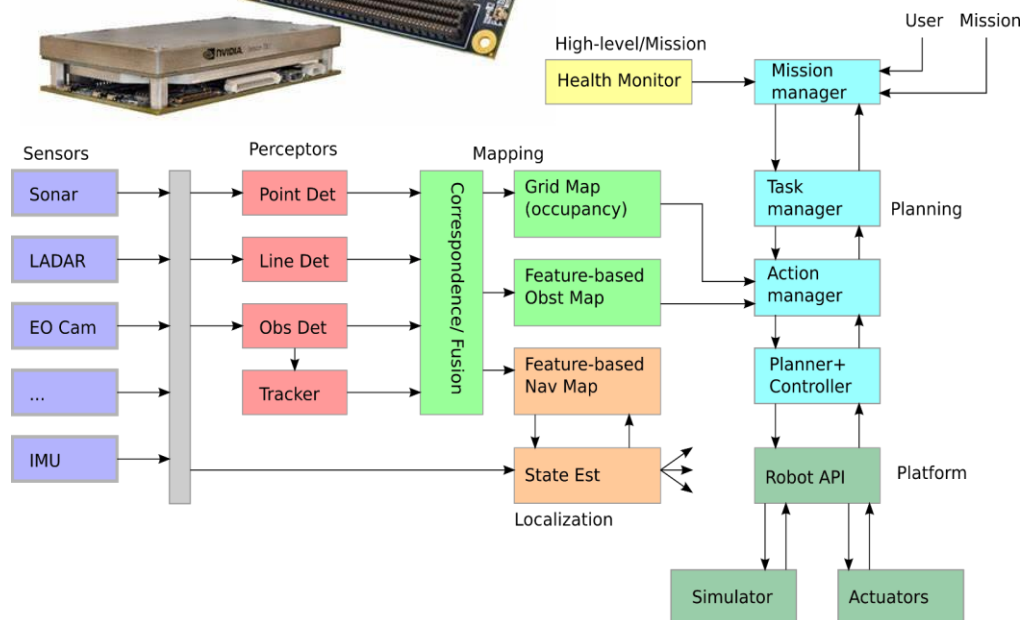 NVIDIA
User
Mission
High-level/Mission
Health Monitor
Mission
manager
Sensors
Perceptors
Mapping
Sonar
Point Det
Correspondence/ Fusion
Grid Map
(occupancy)
Task
manager
Planning
LADAR
Line Det
Feature-based
Obst Map
Action
manager
EO Cam
Obs Det
Feature-based
Nav Map
Planner+
Controller
...
Tracker
IMU
State Est
Robot API
Platform
Localization
Simulator
Actuators